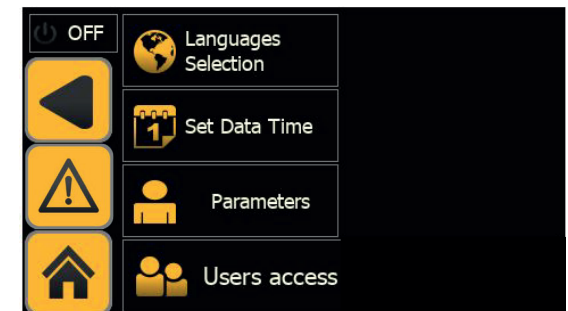 OFF
Languages
Selection
1
Set Data Time
Parameters
Users access